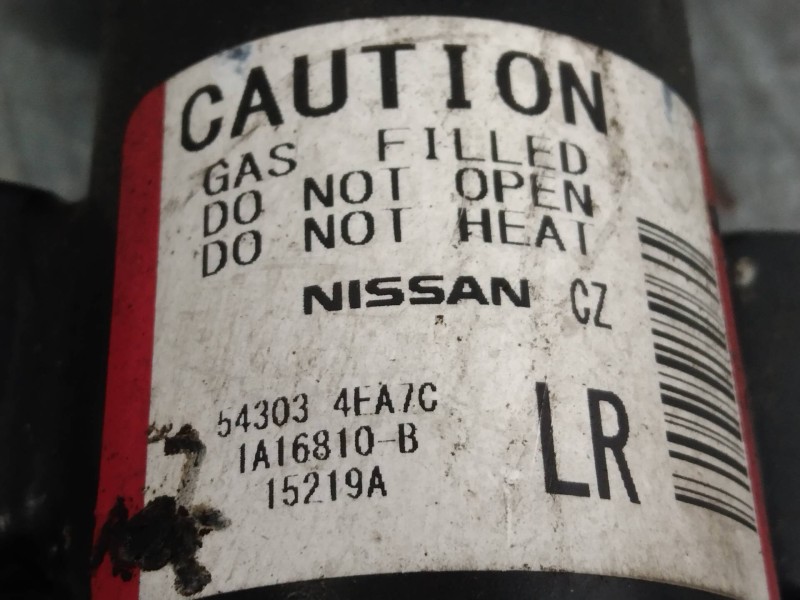 CAUTION
GAS FILLED
DO NOT OPEN
DO NOT HEAT
NISSAN CZ
54303 4EA7C
1A16810-B
15219A
LR